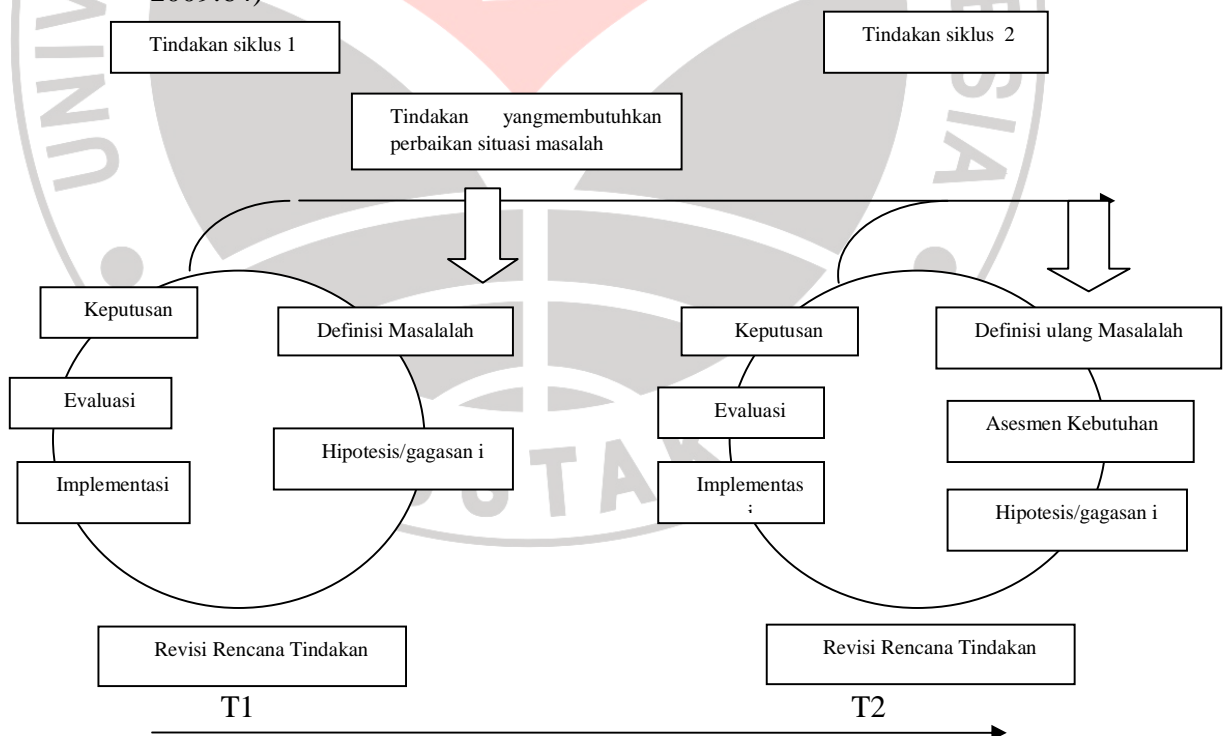 2009:64)
Tindakan siklus 1
Tindakan siklus 2
Tindakan yangmembutuhkan
perbaikan situasi masalah
Keputusan
Definisi Masalalah
Evaluasi
Hipotesis/gagasan i
Implementasi
Revisi Rencana Tindakan
T1
Keputusan
Definisi ulang Masalalah
Evaluasi
Asesmen Kebutuhan
Implementas
i
Hipotesis/gagasan i
Revisi Rencana Tindakan
T2